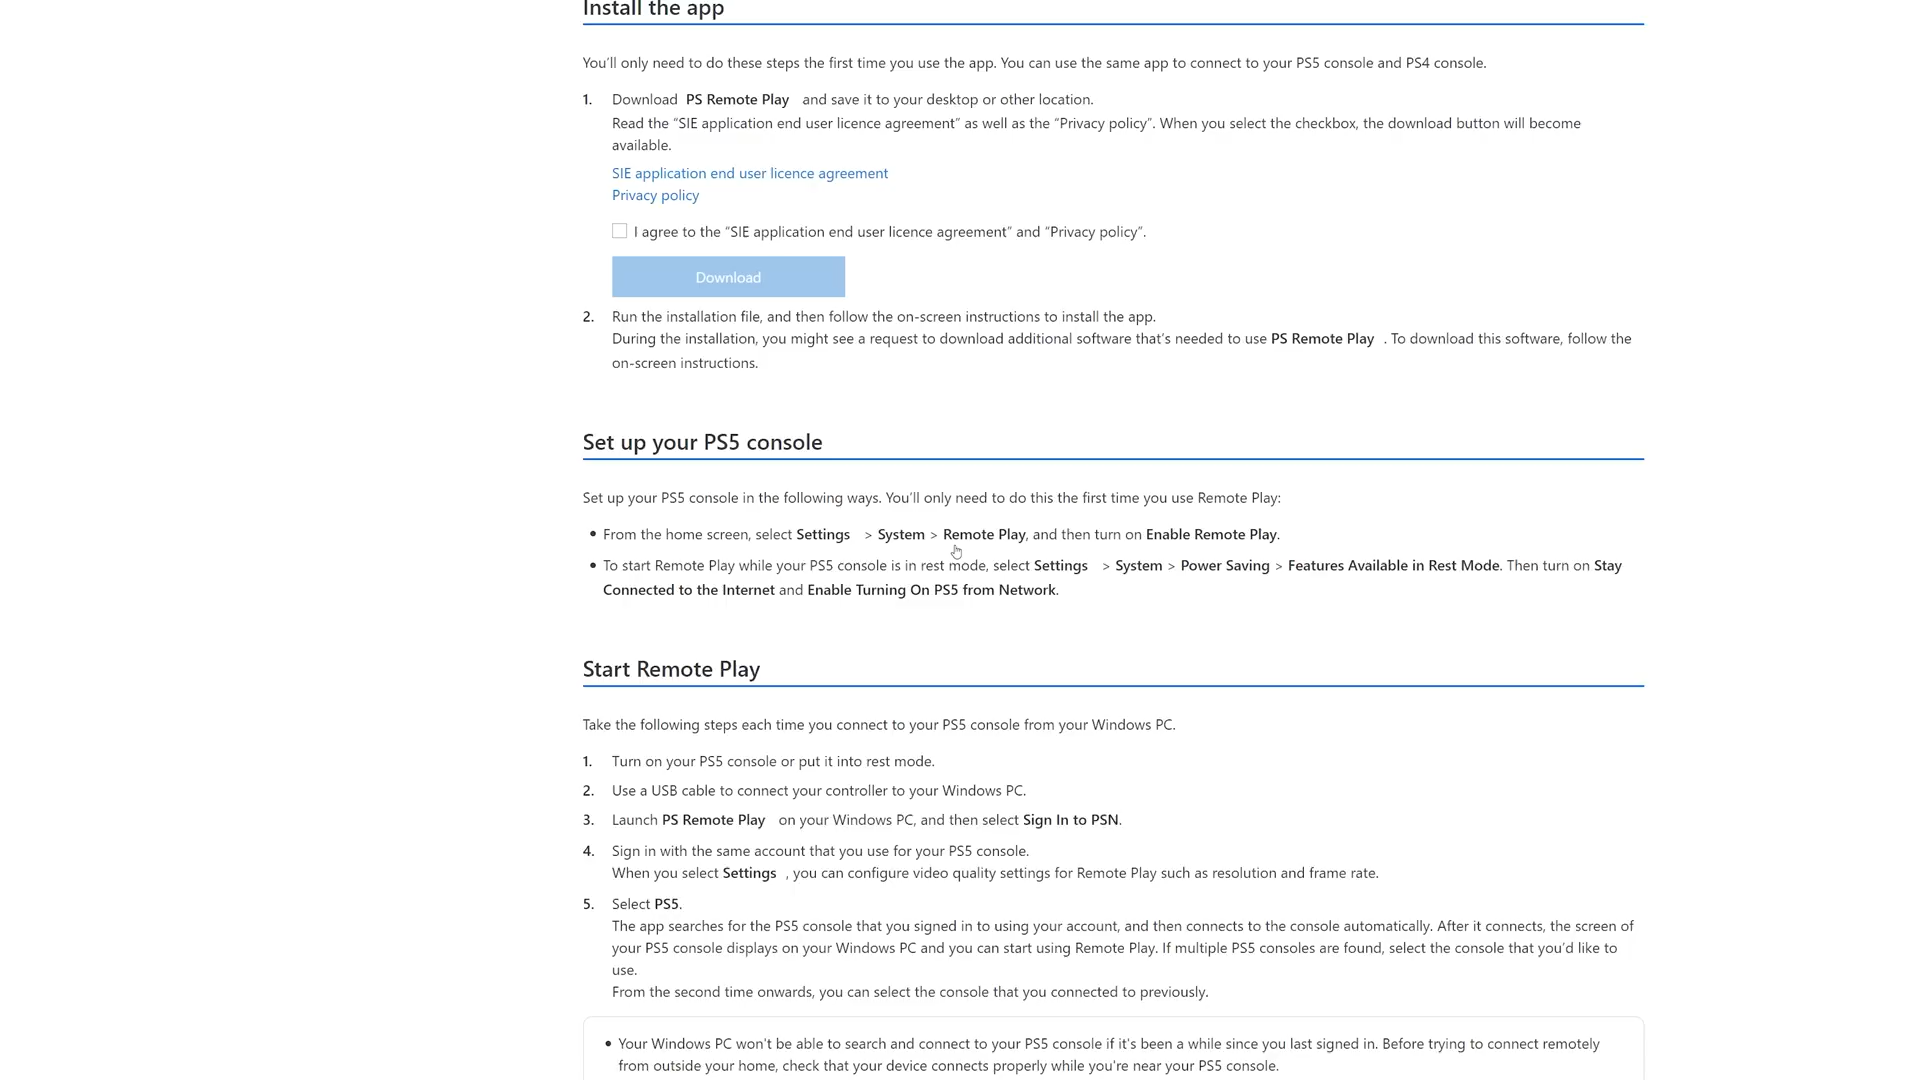 Install the app
You'll only need to do these steps the first time you use the app. You can use the same app to connect to your PS5 console and PS4 console.
1. Download PS Remote Play and save it to your desktop or other location.
Read the “SIE application end user licence agreement” as well as the “Privacy policy”. When you select the checkbox, the download button will become
available.
SIE application end user licence agreement
Privacy policy
I agree to the “SIE application end user licence agreement” and “Privacy policy”.
Download
2. Run the installation file, and then follow the on-screen instructions to install the app.
During the installation, you might see a request to download additional software that's needed to use PS Remote Play . To download this software, follow the
on-screen instructions.
Set up your PS5 console
Set up your PS5 console in the following ways. You'll only need to do this the first time you use Remote Play:
• From the home screen, select Settings > System > Remote Play, and then turn on Enable Remote Play.
• To start Remote Play while your PS5 console is in rest mode, select Settings > System > Power Saving > Features Available in Rest Mode. Then turn on Stay
Connected to the Internet and Enable Turning On PS5 from Network.
Start Remote Play
Take the following steps each time you connect to your PS5 console from your Windows PC.
1. Turn on your PS5 console or put it into rest mode.
2. Use a USB cable to connect your controller to your Windows PC.
3. Launch PS Remote Play on your Windows PC, and then select Sign In to PSN.
4. Sign in with the same account that you use for your PS5 console.
When you select Settings , you can configure video quality settings for Remote Play such as resolution and frame rate.
5. Select PS5.
The app searches for the PS5 console that you signed in to using your account, and then connects to the console automatically. After it connects, the screen of
your PS5 console displays on your Windows PC and you can start using Remote Play. If multiple PS5 consoles are found, select the console that you'd like to
use.
From the second time onwards, you can select the console that you connected to previously.
• Your Windows PC won't be able to search and connect to your PS5 console if it's been a while since you last signed in. Before trying to connect remotely
from outside your home, check that your device connects properly while you're near your PS5 console.